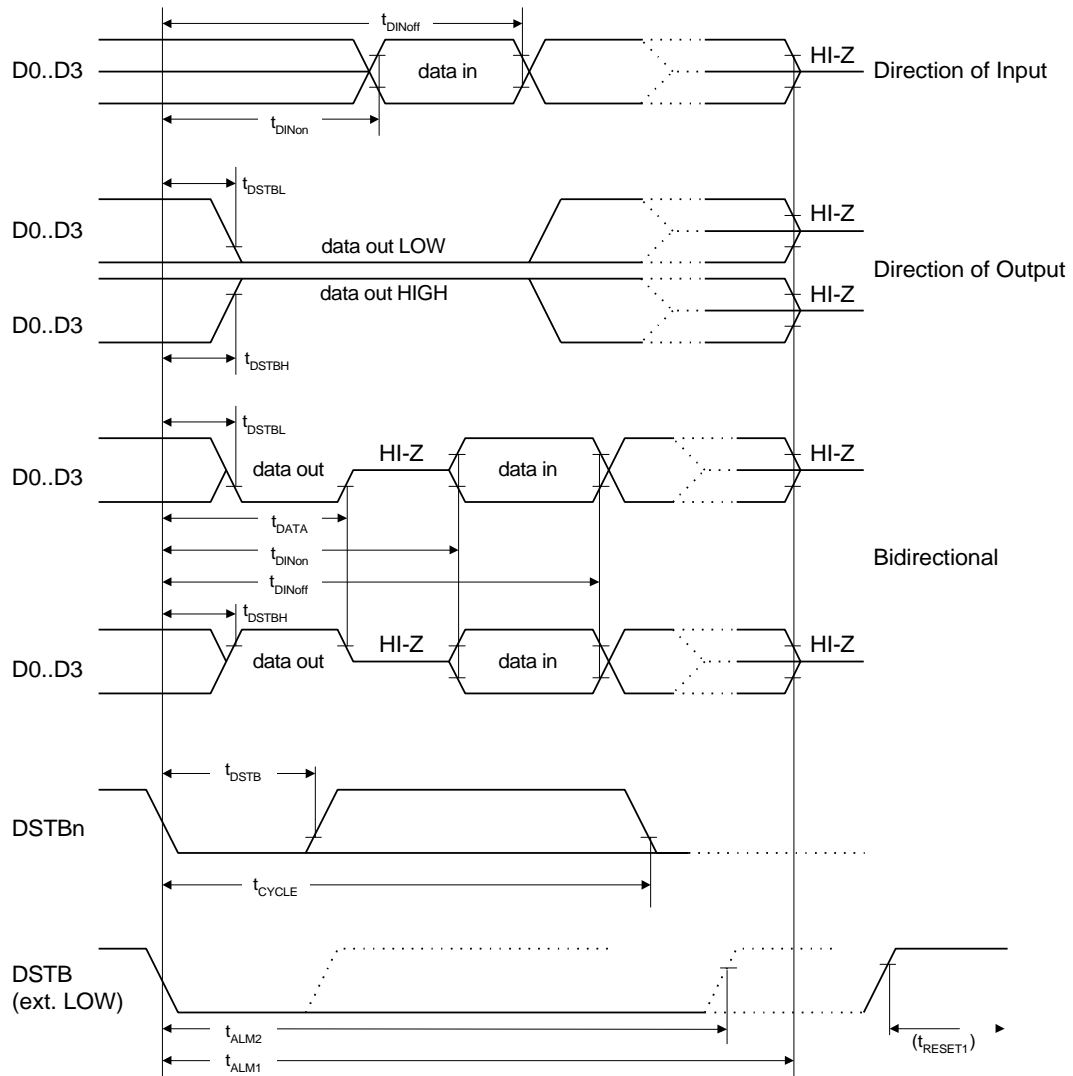 tDINoff
D0..D3 data in HI-Z Direction of Input
tDINon
tDSTBL
D0..D3 data out LOW HI-Z
Direction of Output
D0..D3 data out HIGH HI-Z
tDSTBH
tDSTBL
D0..D3 data out HI-Z data in HI-Z
tDATA
tDINon
Bidirectional
tDINoff
tDSTBH
D0..D3 data out HI-Z data in HI-Z
tDSTB
DSTBn
tCYCLE
DSTB
(ext. LOW)
tALM2 (tRESET1)
tALM1